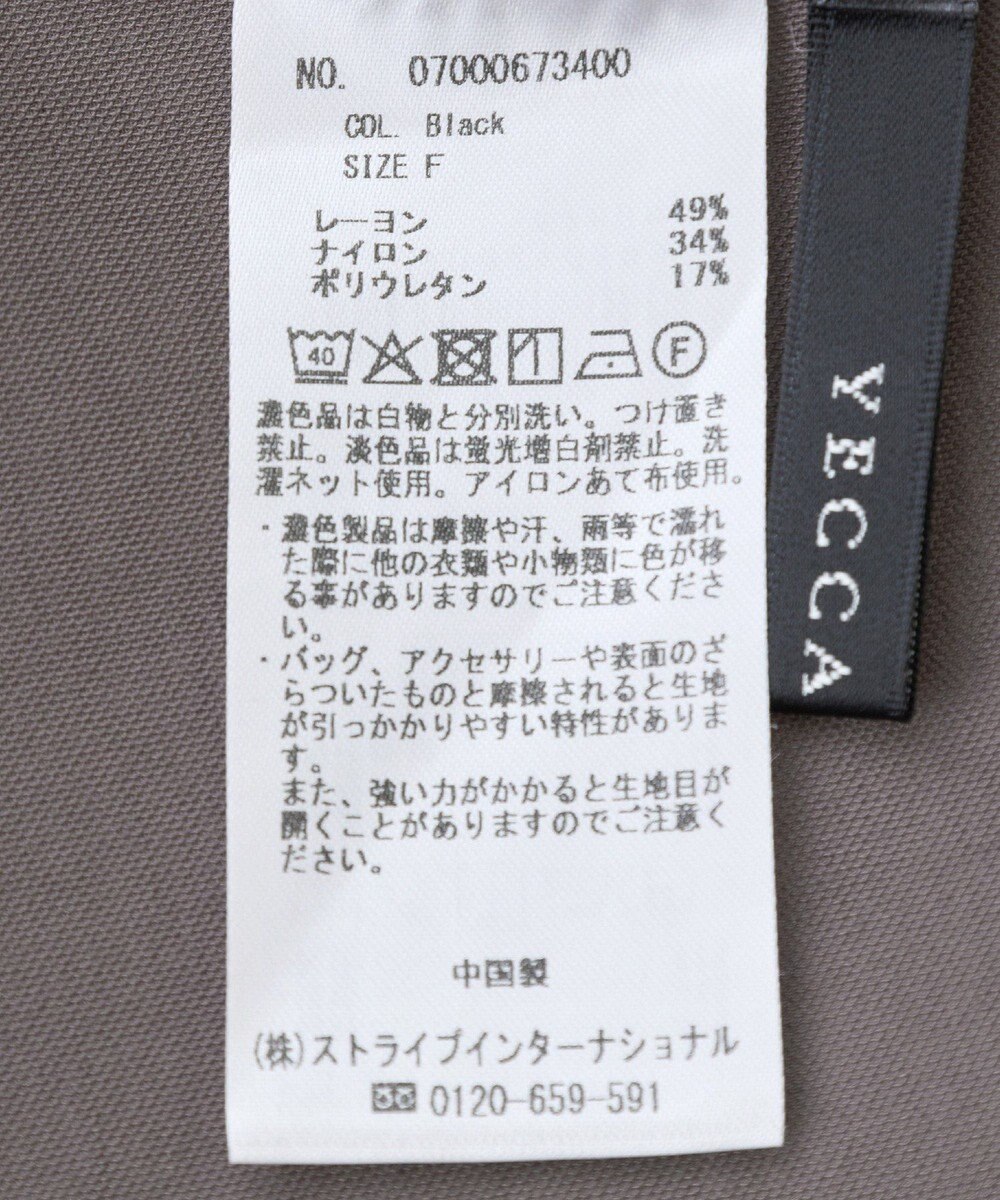 NO. 07000673400
COL. Black
SIZE F
レーヨン 49%
ナイロン 34%
ポリウレタン 17%
40 F
濃色品は白物と分別洗い。つけ置き
禁止。淡色品は蛍光増白剤禁止。洗
濯ネット使用。アイロンあて布使用。
・濃色製品は摩擦や汗、雨等で濡れ
た際に他の衣類や小物類に色が移
る事がありますのでご注意くださ
い。
・バッグ、アクセサリーや表面のざ
らついたものと摩擦されると生地
が引っかかりやすい特性がありま
す。
また、強い力がかかると生地目が
開くことがありますのでご注意く
ださい。
中国製
(株)ストライプインターナショナル
0120-659-591
YECCA